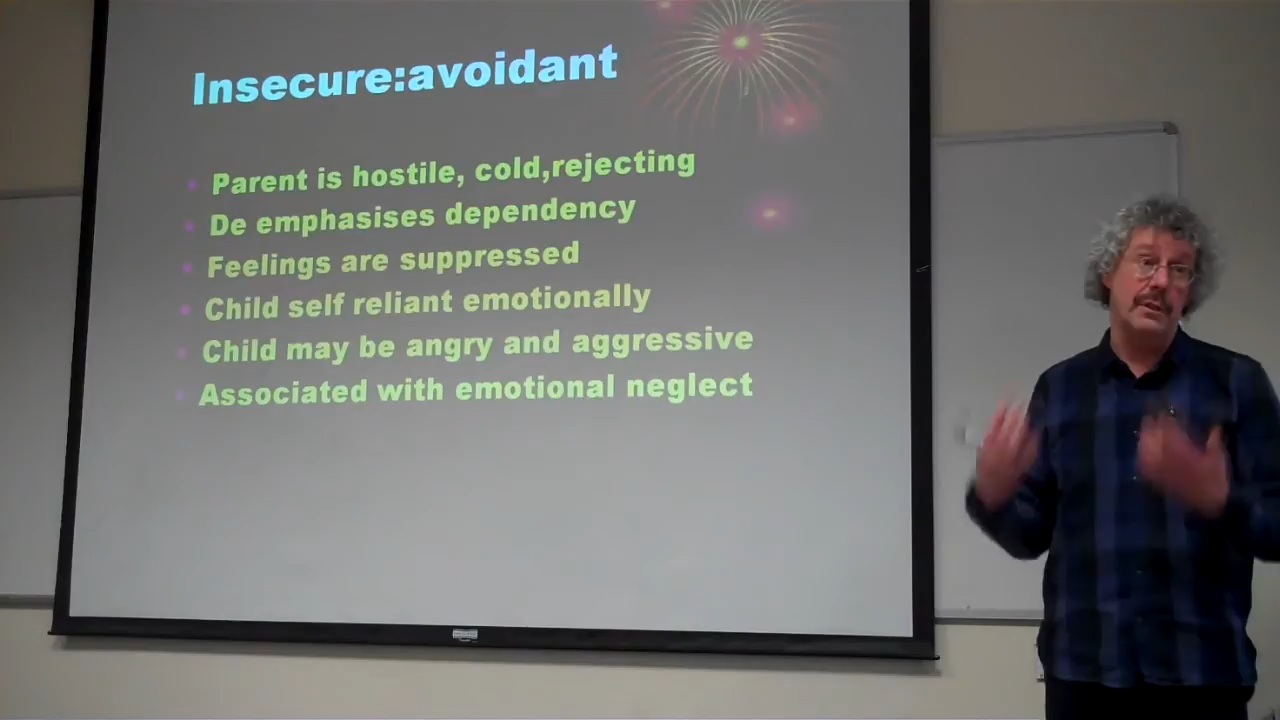 Insecure:avoidant
Parent is hostile, cold,rejecting
De emphasises dependency
Feelings are suppressed
Child self reliant emotionally
Child may be angry and aggressive
Associated with emotional neglect